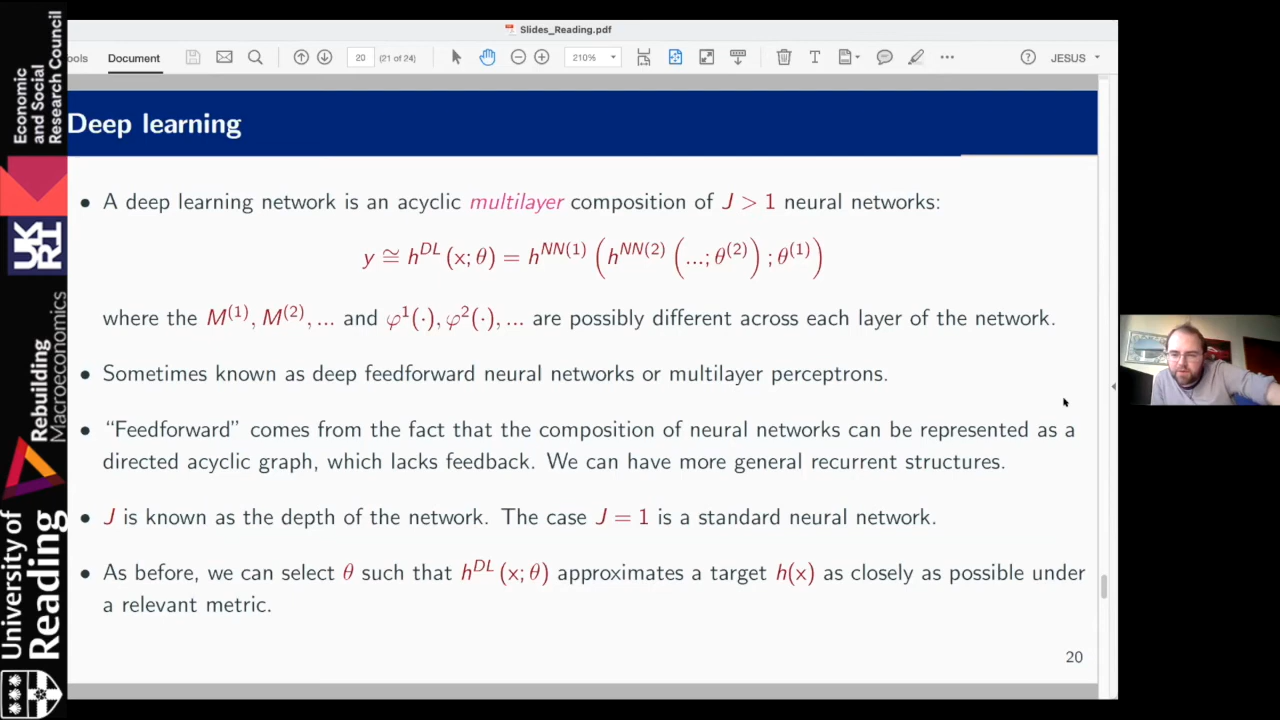 Slides_Reading.pdf
ols Document 20 (21 of 24) 210% JESUS
Economic
and Social
Research Council
UKRI
Rebuilding
Macroeconomics
University of
Reading
Deep learning
• A deep learning network is an acyclic multilayer composition of J > 1 neural networks:
y ≅ h^{DL} (x; θ) = h^{NN(1)} (h^{NN(2)} (...; θ^{(2)}) ; θ^{(1)})
where the M^{(1)}, M^{(2)}, ... and φ^1(·), φ^2(·), ... are possibly different across each layer of the network.
• Sometimes known as deep feedforward neural networks or multilayer perceptrons.
• “Feedforward” comes from the fact that the composition of neural networks can be represented as a
directed acyclic graph, which lacks feedback. We can have more general recurrent structures.
• J is known as the depth of the network. The case J = 1 is a standard neural network.
• As before, we can select θ such that h^{DL} (x; θ) approximates a target h(x) as closely as possible under
a relevant metric.
20